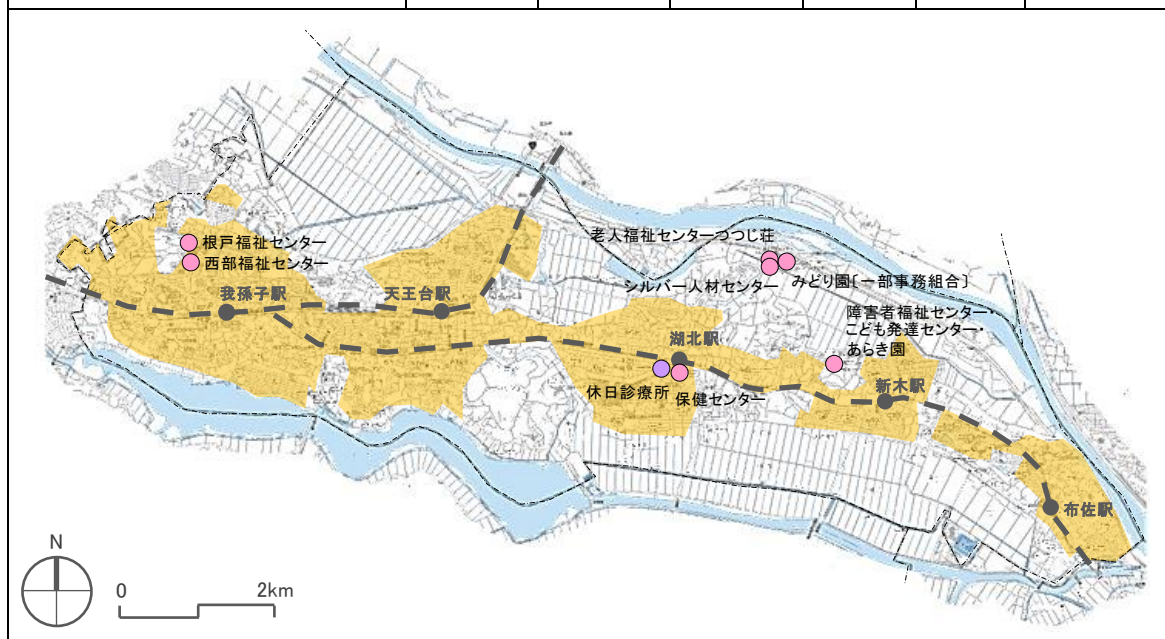 老人福祉センターつつじ荘
根戸福祉センター
西部福祉センター
シルバー人材センター
みどり園〔一部事務組合〕
我孫子駅
天王台駅
障害者福祉センター・
こども発達センター・
あらき園
湖北駅
休日診療所
保健センター
新木駅
布佐駅
N
0
2km